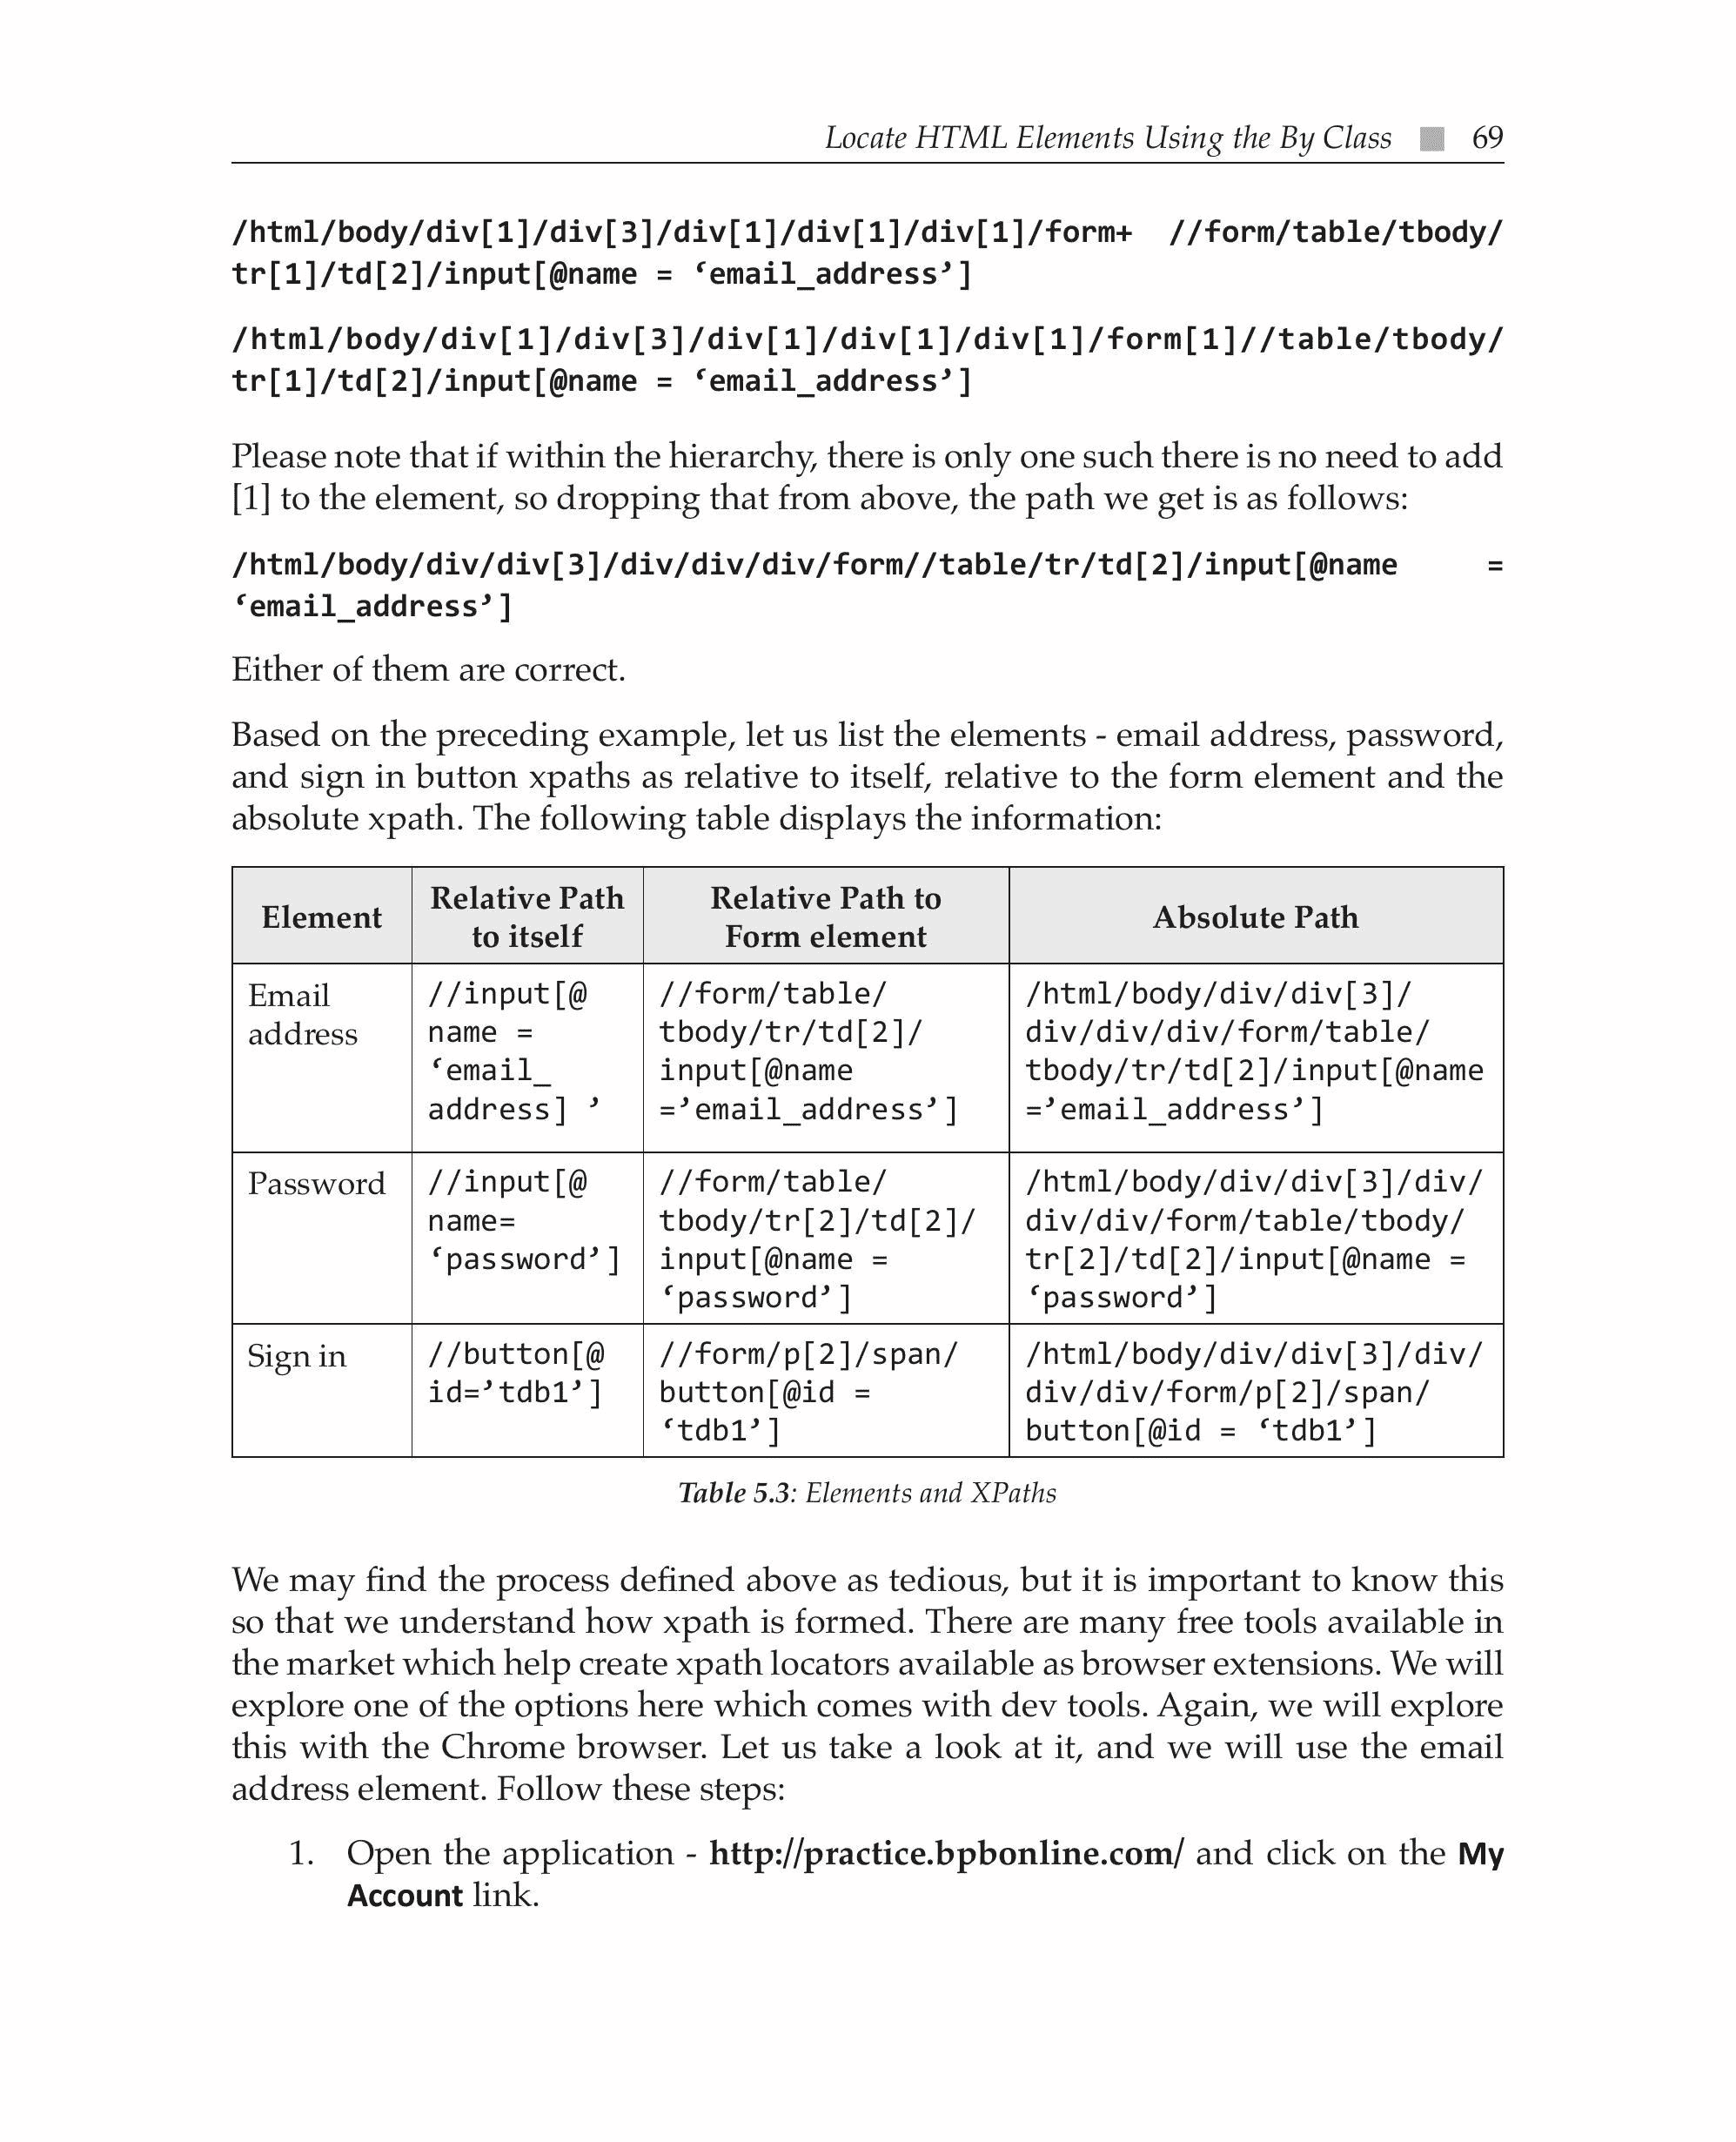 Locate HTML Elements Using the By Class 69
/html/body/div[1]/div[3]/div[1]/div[1]/div[1]/form+ //form/table/tbody/
tr[1]/td[2]/input[@name = ‘email_address’]
/html/body/div[1]/div[3]/div[1]/div[1]/div[1]/form[1]//table/tbody/
tr[1]/td[2]/input[@name = ‘email_address’]
Please note that if within the hierarchy, there is only one such there is no need to add
[1] to the element, so dropping that from above, the path we get is as follows:
/html/body/div/div[3]/div/div/div/form//table/tr/td[2]/input[@name =
‘email_address’]
Either of them are correct.
Based on the preceding example, let us list the elements - email address, password,
and sign in button xpaths as relative to itself, relative to the form element and the
absolute xpath. The following table displays the information:
Element
Relative Path
to itself
Relative Path to
Form element
Absolute Path
Email
address
//input[@
name =
‘email_
address] ’
//form/table/
tbody/tr/td[2]/
input[@name
=’email_address’]
/html/body/div/div[3]/
div/div/div/form/table/
tbody/tr/td[2]/input[@name
=’email_address’]
Password
//input[@
name=
‘password’]
//form/table/
tbody/tr[2]/td[2]/
input[@name =
‘password’]
/html/body/div/div[3]/div/
div/div/form/table/tbody/
tr[2]/td[2]/input[@name =
‘password’]
Sign in
//button[@
id=’tdb1’]
//form/p[2]/span/
button[@id =
‘tdb1’]
/html/body/div/div[3]/div/
div/div/form/p[2]/span/
button[@id = ‘tdb1’]
Table 5.3: Elements and XPaths
We may find the process defined above as tedious, but it is important to know this
so that we understand how xpath is formed. There are many free tools available in
the market which help create xpath locators available as browser extensions. We will
explore one of the options here which comes with dev tools. Again, we will explore
this with the Chrome browser. Let us take a look at it, and we will use the email
address element. Follow these steps:
1. Open the application - http://practice.bpbonline.com/ and click on the My
Account link.